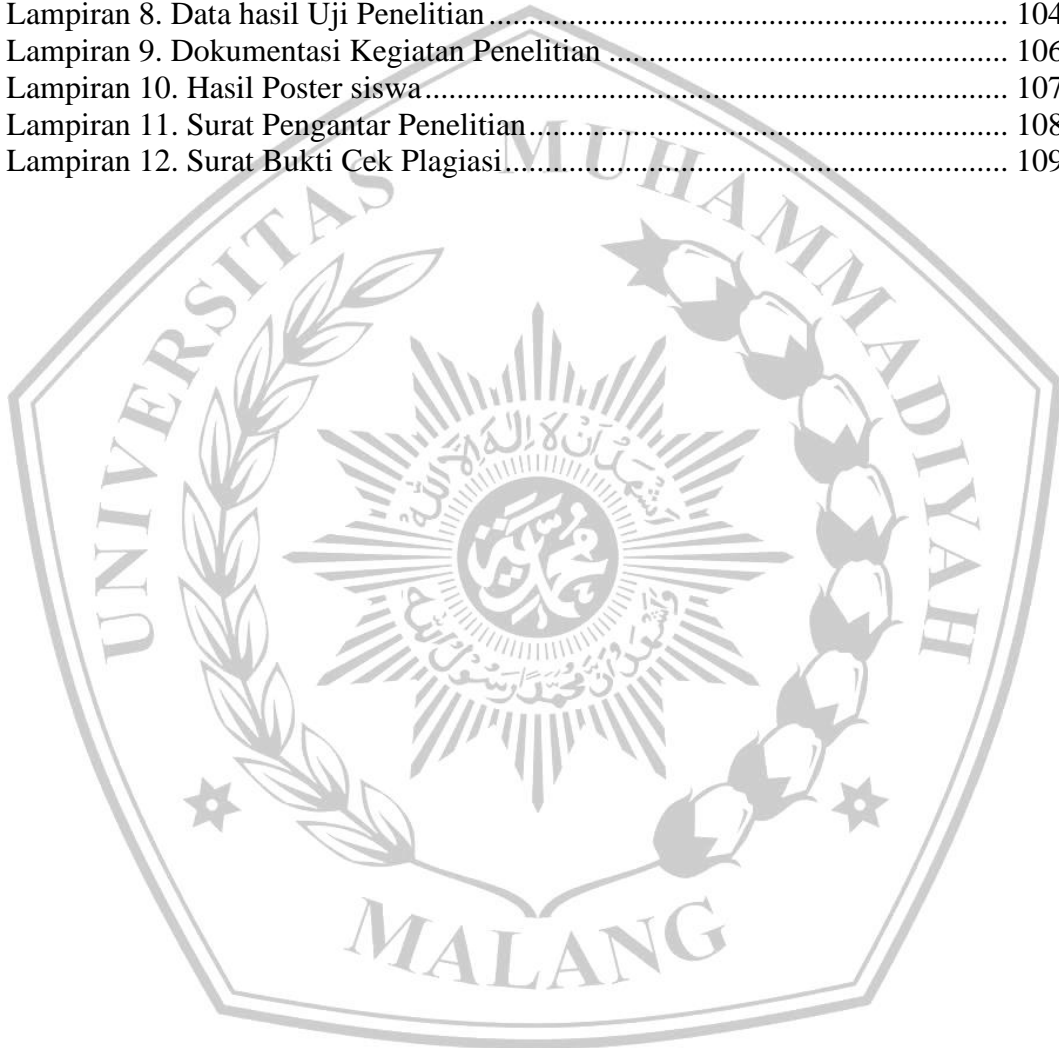 Lampiran 8. Data hasil Uji Penelitian ................................................................ 104
Lampiran 9. Dokumentasi Kegiatan Penelitian ................................................. 106
Lampiran 10. Hasil Poster siswa ......................................................................... 107
Lampiran 11. Surat Pengantar Penelitian ............................................................ 108
Lampiran 12. Surat Bukti Cek Plagiasi ............................................................... 109
UNIVERSITAS MUHAMMADIYAH
MALANG